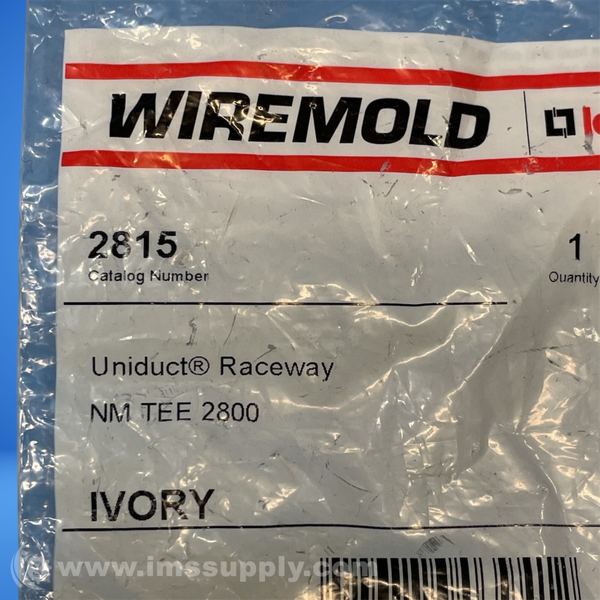 WIREMOLD
2815
1
Catalog Number
Quantity
Uniduct® Raceway
NM TEE 2800
IVORY
www.imssupply.com